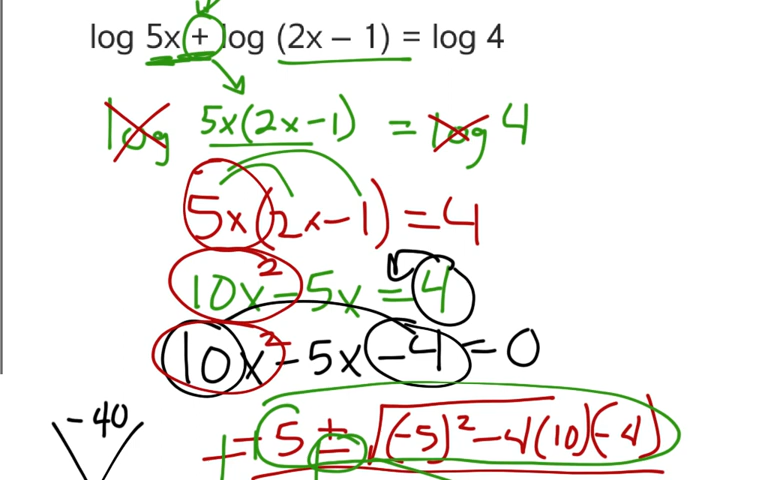 log 5x + log (2x − 1) = log 4
log 5x(2x-1) = log 4
5x(2x-1) = 4
10x² - 5x = 4
10x² - 5x - 4 = 0
-40
+ - 5 ± √(-5)² - 4(10)(-4)